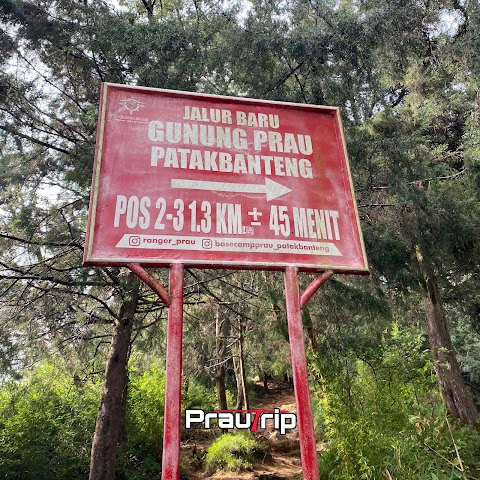 JALUR BARU
GUNUNG PRAU
PATAKBANTENG
POS 2-3 1.3 KM.± 45 MENIT
ranger_prau basecampprau_patakbanteng
PrauTrip